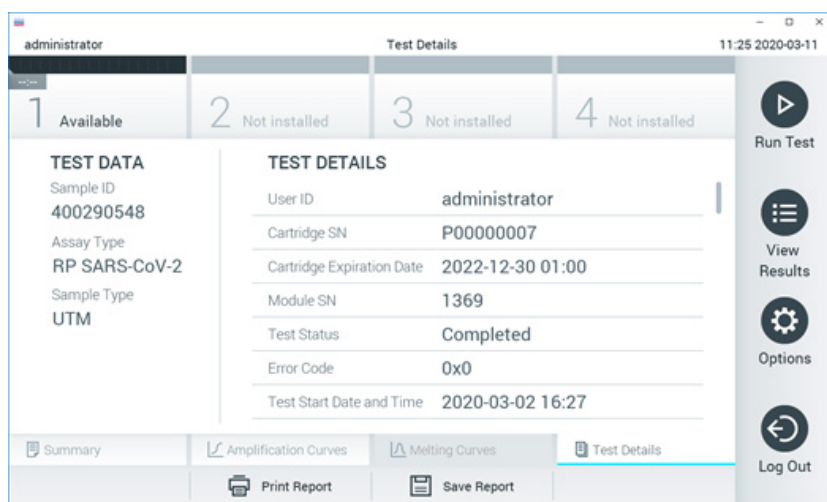 administrator Test Details 11:25 2020-03-11
--:--
1 Available 2 Not installed 3 Not installed 4 Not installed
Run Test
View
Results
Options
Log Out
TEST DATA
Sample ID
400290548
Assay Type
RP SARS-CoV-2
Sample Type
UTM
TEST DETAILS
User ID administrator
Cartridge SN P00000007
Cartridge Expiration Date 2022-12-30 01:00
Module SN 1369
Test Status Completed
Error Code 0x0
Test Start Date and Time 2020-03-02 16:27
Summary Amplification Curves Melting Curves Test Details
Print Report Save Report